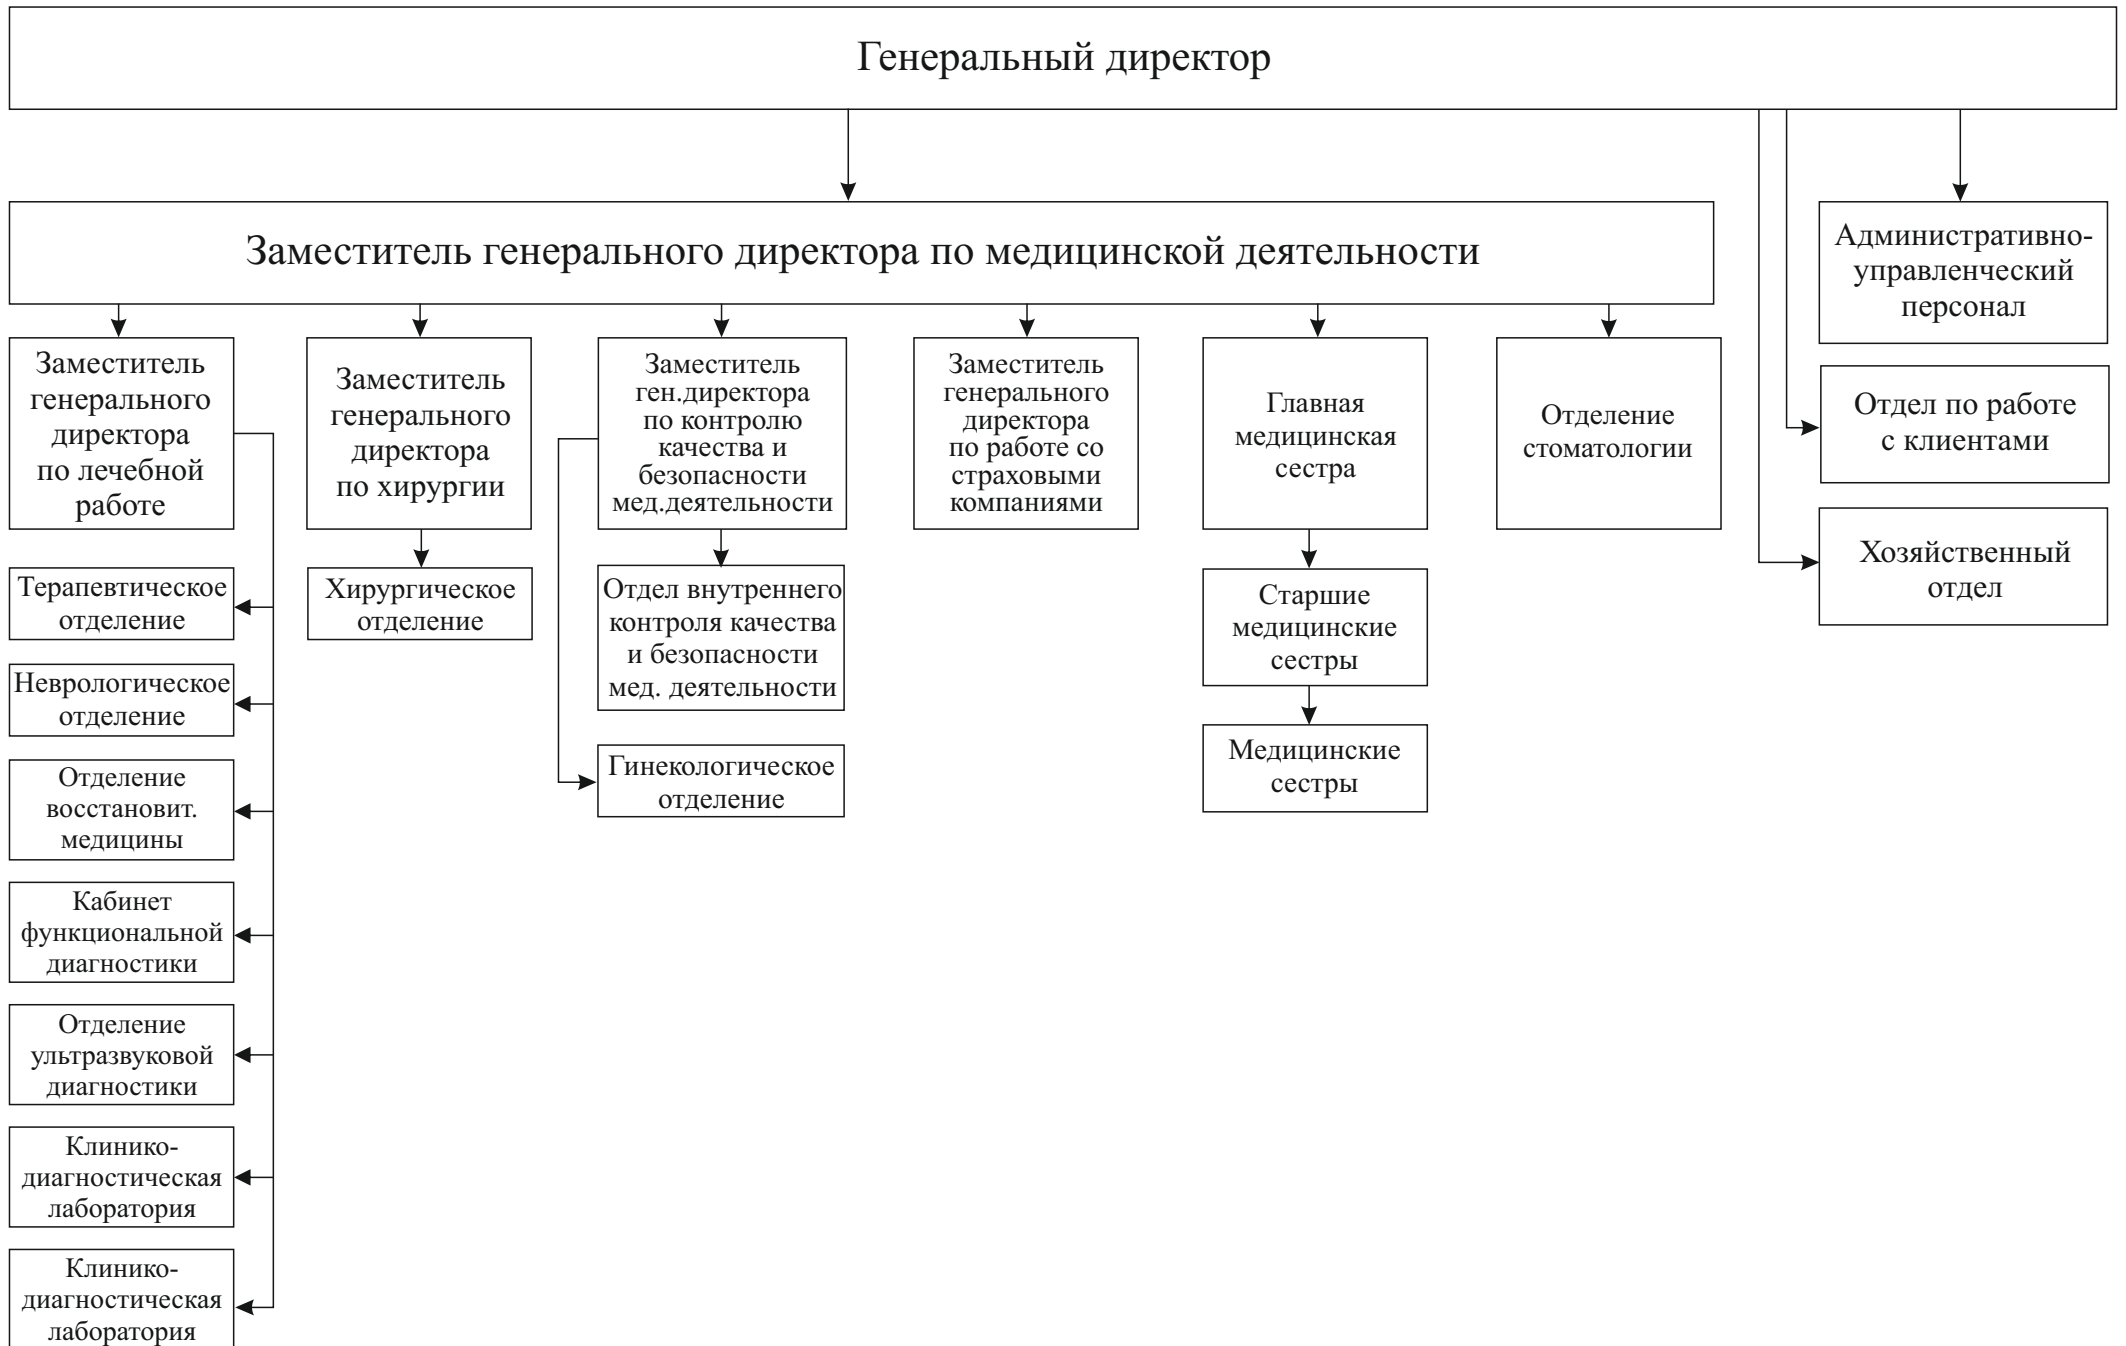 Генеральный директор
Заместитель генерального директора по медицинской деятельности
Административно-
управленческий
персонал
Заместитель
генерального
директора
по лечебной
работе
Заместитель
генерального
директора
по хирургии
Заместитель
ген.директора
по контролю
качества и
безопасности
мед.деятельности
Заместитель
генерального
директора
по работе со
страховыми
компаниями
Главная
медицинская
сестра
Отделение
стоматологии
Отдел по работе
с клиентами
Хозяйственный
отдел
Терапевтическое
отделение
Хирургическое
отделение
Отдел внутреннего
контроля качества
и безопасности
мед. деятельности
Старшие
медицинские
сестры
Неврологическое
отделение
Гинекологическое
отделение
Медицинские
сестры
Отделение
восстановит.
медицины
Кабинет
функциональной
диагностики
Отделение
ультразвуковой
диагностики
Клинико-
диагностическая
лаборатория
Клинико-
диагностическая
лаборатория